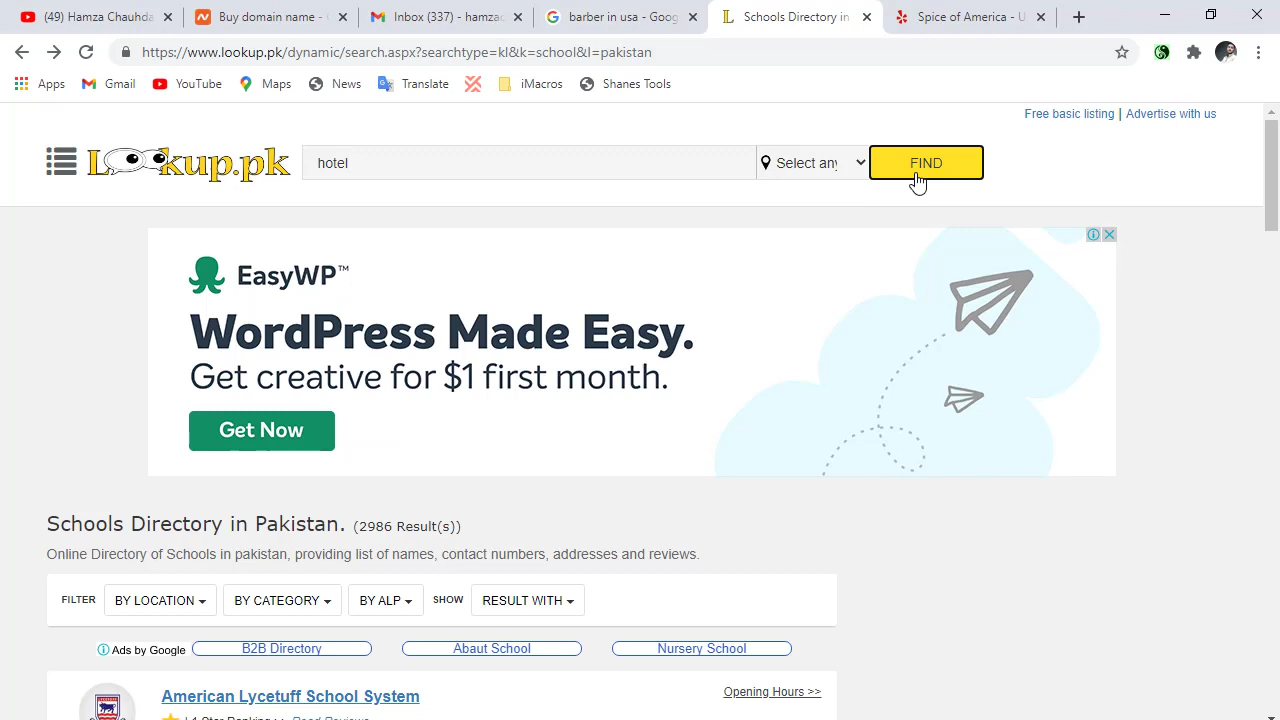 (49) Hamza Chauhda
Buy domain name -
Inbox (337) - hamzac
barber in usa - Goog
Schools Directory in
Spice of America - U
https://www.lookup.pk/dynamic/search.aspx?searchtype=kl&k=school&l=pakistan
Apps
Gmail
YouTube
Maps
News
Translate
iMacros
Shanes Tools
Free basic listing | Advertise with us
Lookup.pk
hotel
Select any
FIND
EasyWP™
WordPress Made Easy.
Get creative for $1 first month.
Get Now
Schools Directory in Pakistan. (2986 Result(s))
Online Directory of Schools in pakistan, providing list of names, contact numbers, addresses and reviews.
FILTER
BY LOCATION
BY CATEGORY
BY ALP
SHOW
RESULT WITH
Ads by Google
B2B Directory
Abaut School
Nursery School
American Lycetuff School System
Opening Hours >>